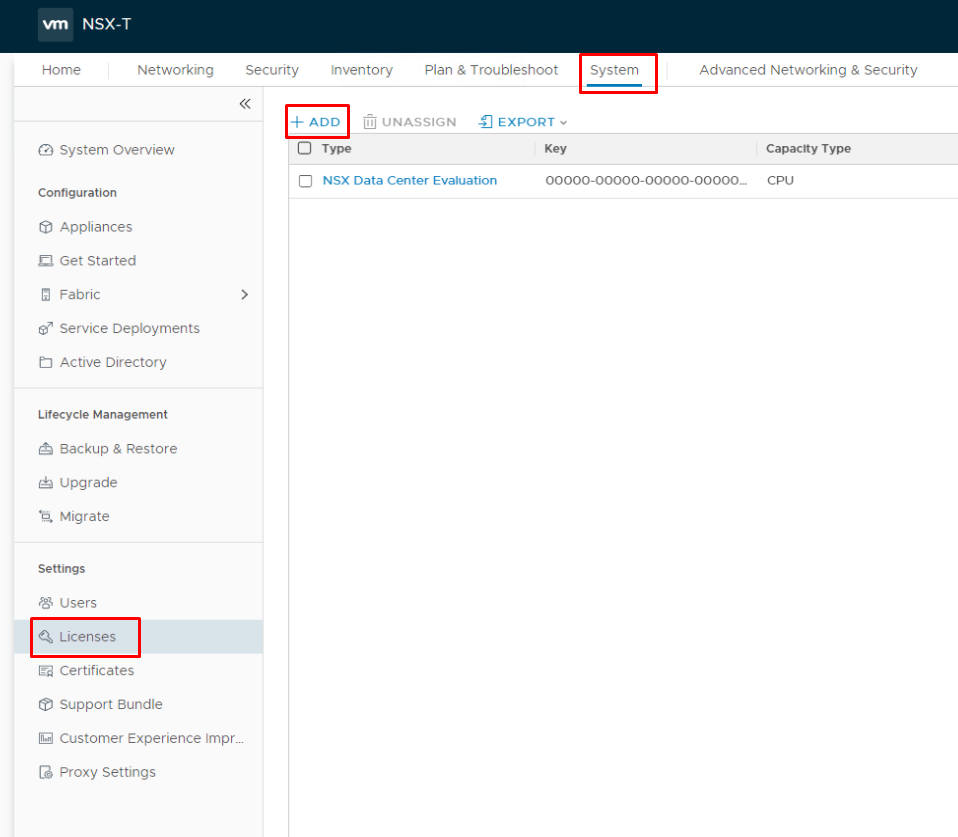 vm NSX-T
Home Networking Security Inventory Plan & Troubleshoot System Advanced Networking & Security
«
System Overview
Configuration
Appliances
Get Started
Fabric
Service Deployments
Active Directory
Lifecycle Management
Backup & Restore
Upgrade
Migrate
Settings
Users
Licenses
Certificates
Support Bundle
Customer Experience Impr...
Proxy Settings
+ ADD UNASSIGN EXPORT
Type Key Capacity Type
NSX Data Center Evaluation 00000-00000-00000-00000... CPU